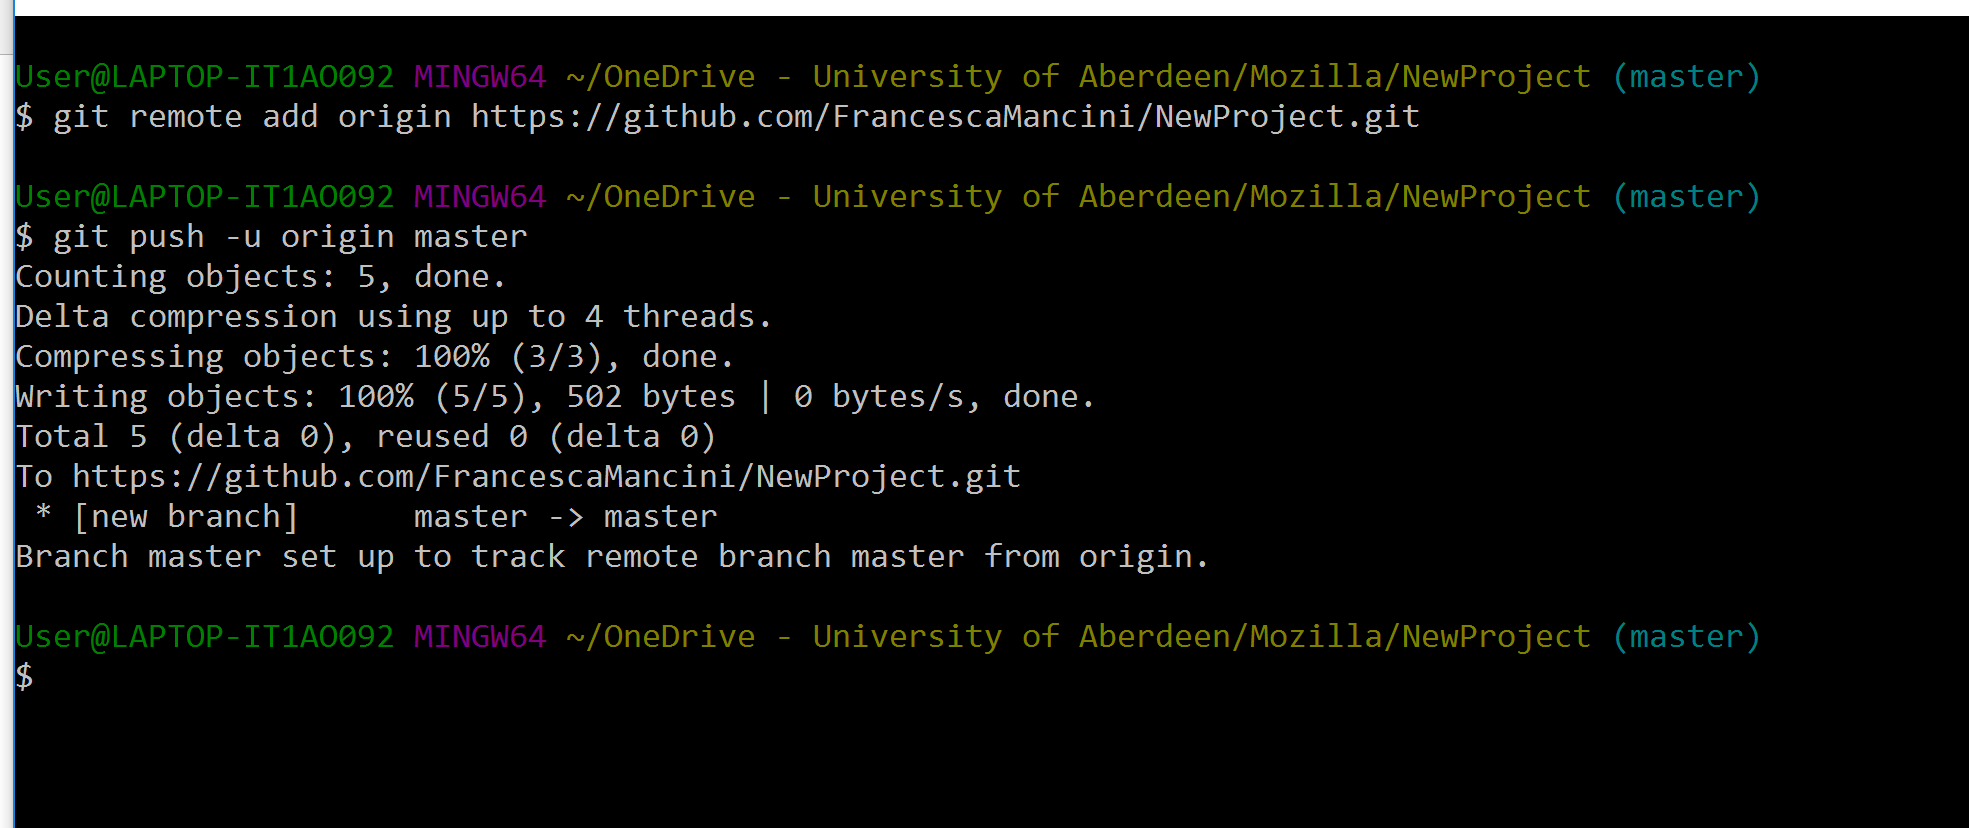 User@LAPTOP-IT1AO092 MINGW64 ~/OneDrive - University of Aberdeen/Mozilla/NewProject (master)
$ git remote add origin https://github.com/FrancescaMancini/NewProject.git
User@LAPTOP-IT1AO092 MINGW64 ~/OneDrive - University of Aberdeen/Mozilla/NewProject (master)
$ git push -u origin master
Counting objects: 5, done.
Delta compression using up to 4 threads.
Compressing objects: 100% (3/3), done.
Writing objects: 100% (5/5), 502 bytes | 0 bytes/s, done.
Total 5 (delta 0), reused 0 (delta 0)
To https://github.com/FrancescaMancini/NewProject.git
 * [new branch]      master -> master
Branch master set up to track remote branch master from origin.
User@LAPTOP-IT1AO092 MINGW64 ~/OneDrive - University of Aberdeen/Mozilla/NewProject (master)
$